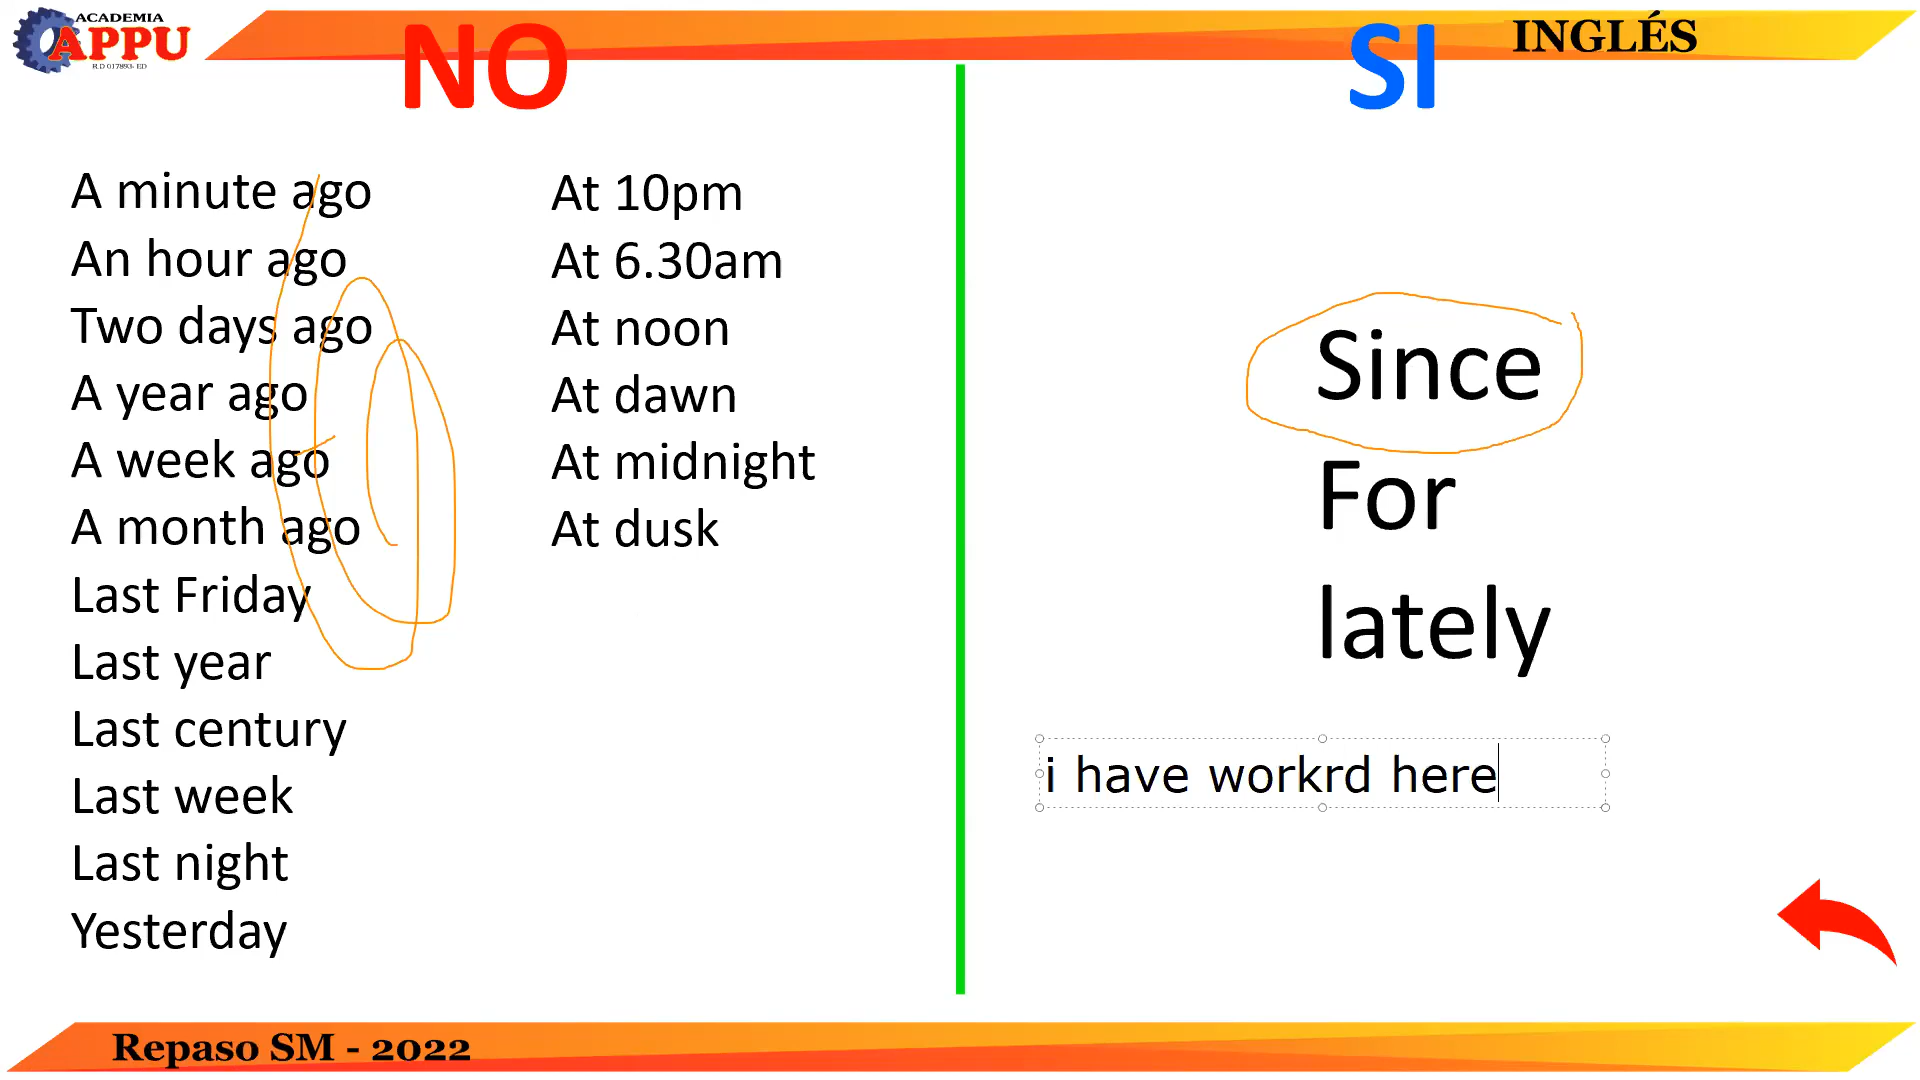 ACADEMIA
APPU
R.D 017893- ED
NO
SI
INGLÉS
A minute ago
An hour ago
Two days ago
A year ago
A week ago
A month ago
Last Friday
Last year
Last century
Last week
Last night
Yesterday
At 10pm
At 6.30am
At noon
At dawn
At midnight
At dusk
Since
For
lately
i have workrd here
Repaso SM - 2022